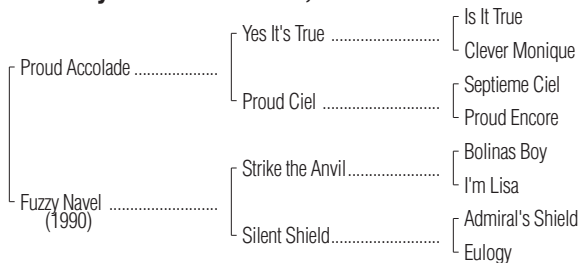 Is It True
Yes It's True ....................
Clever Monique
Proud Accolade ..................
Septieme Ciel
Proud Ciel ......................
Proud Encore
Bolinas Boy
Strike the Anvil.................
I'm Lisa
Fuzzy Navel .....................
(1990)
Admiral's Shield
Silent Shield....................
Eulogy